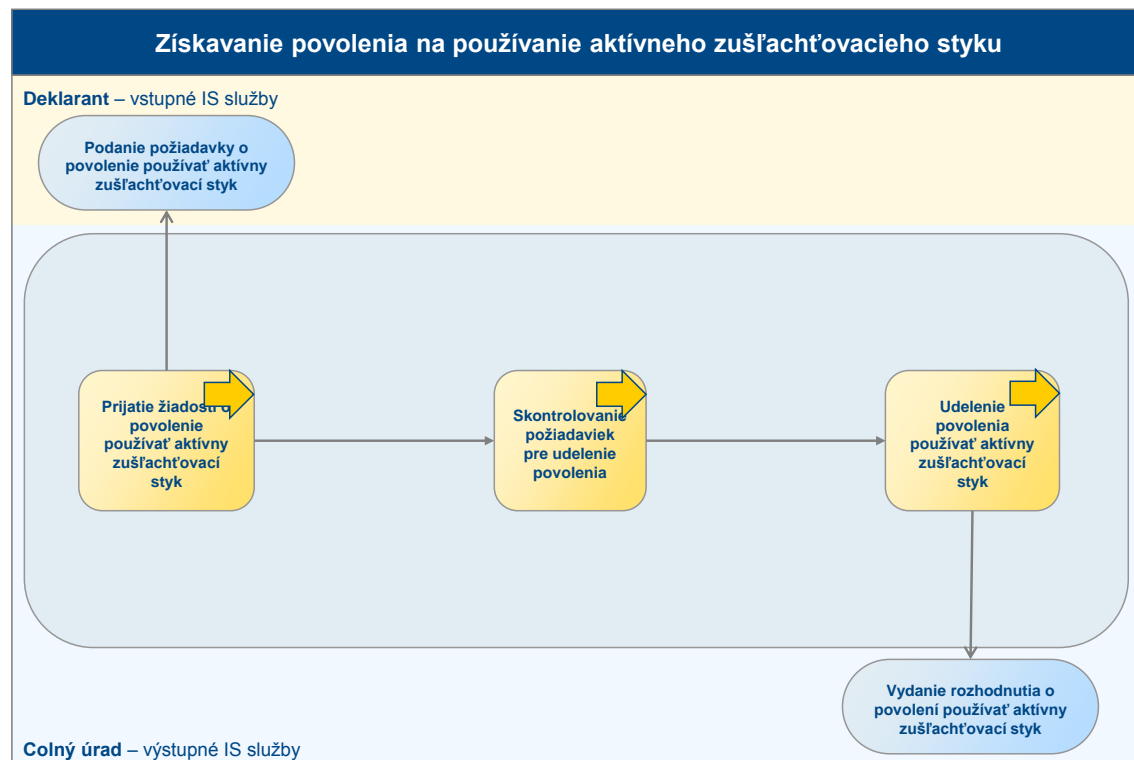 Získavanie povolenia na používanie aktívneho zušľachťovacieho styku
Deklarant – vstupné IS služby
Podanie požiadavky o
povolenie používať aktívny
zušľachťovací styk
Prijatie žiadosti o
povolenie
používať aktívny
zušľachťovací
styk
Skontrolovanie
požiadaviek
pre udelenie
povolenia
Udelenie
povolenia
používať aktívny
zušľachťovací
styk
Vydanie rozhodnutia o
povolení používať aktívny
zušľachťovací styk
Colný úrad – výstupné IS služby